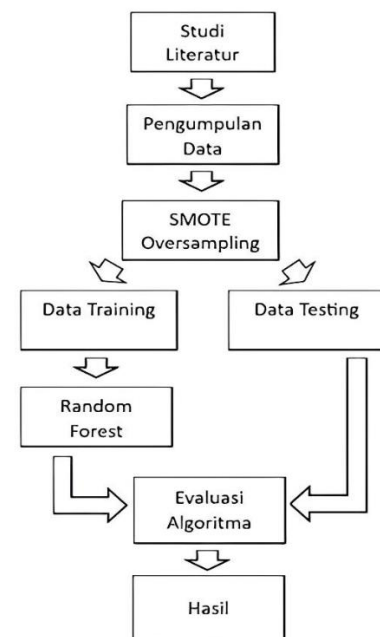 Studi
Literatur
Pengumpulan
Data
SMOTE
Oversampling
Data Training
Data Testing
Random
Forest
Evaluasi
Algoritma
Hasil